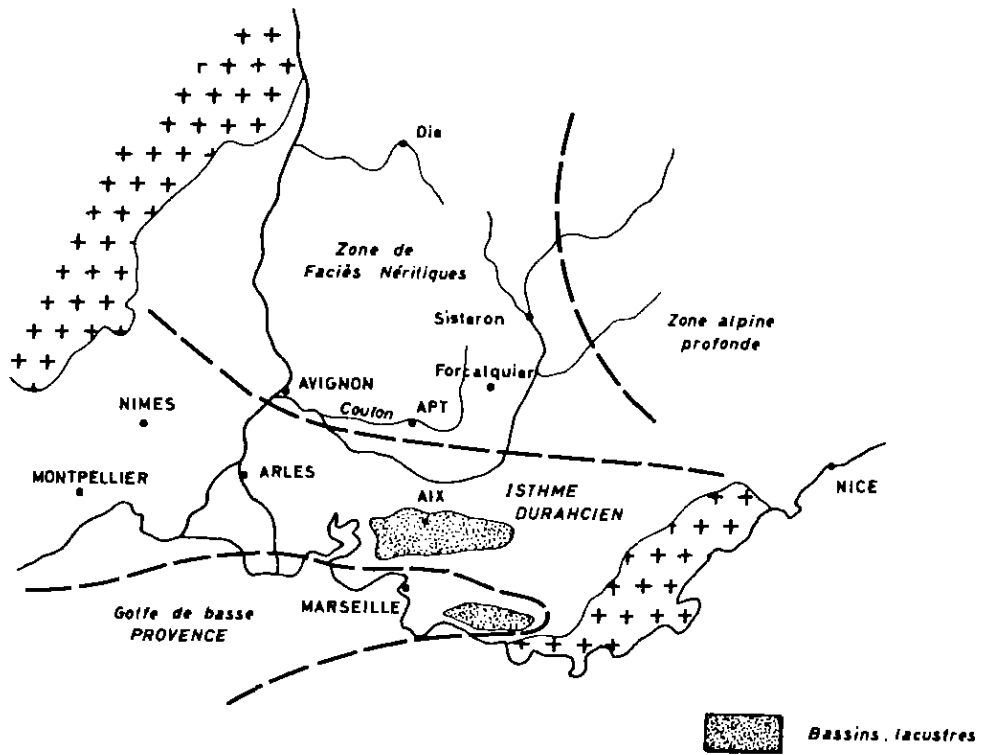 Die
Zone de
Faciès Néritiques
Sisteron
Zone alpine
profonde
Forcalquier
AVIGNON
NIMES
Coulon
APT
MONTPELLIER
ARLES
NICE
AIX
ISTHME
DURAHCIEN
MARSEILLE
Golfe de basse
PROVENCE
Bassins. lacustres